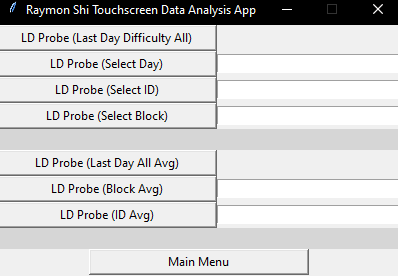 Raymon Shi Touchscreen Data Analysis App
LD Probe (Last Day Difficulty All)
LD Probe (Select Day)
LD Probe (Select ID)
LD Probe (Select Block)
LD Probe (Last Day All Avg)
LD Probe (Block Avg)
LD Probe (ID Avg)
Main Menu